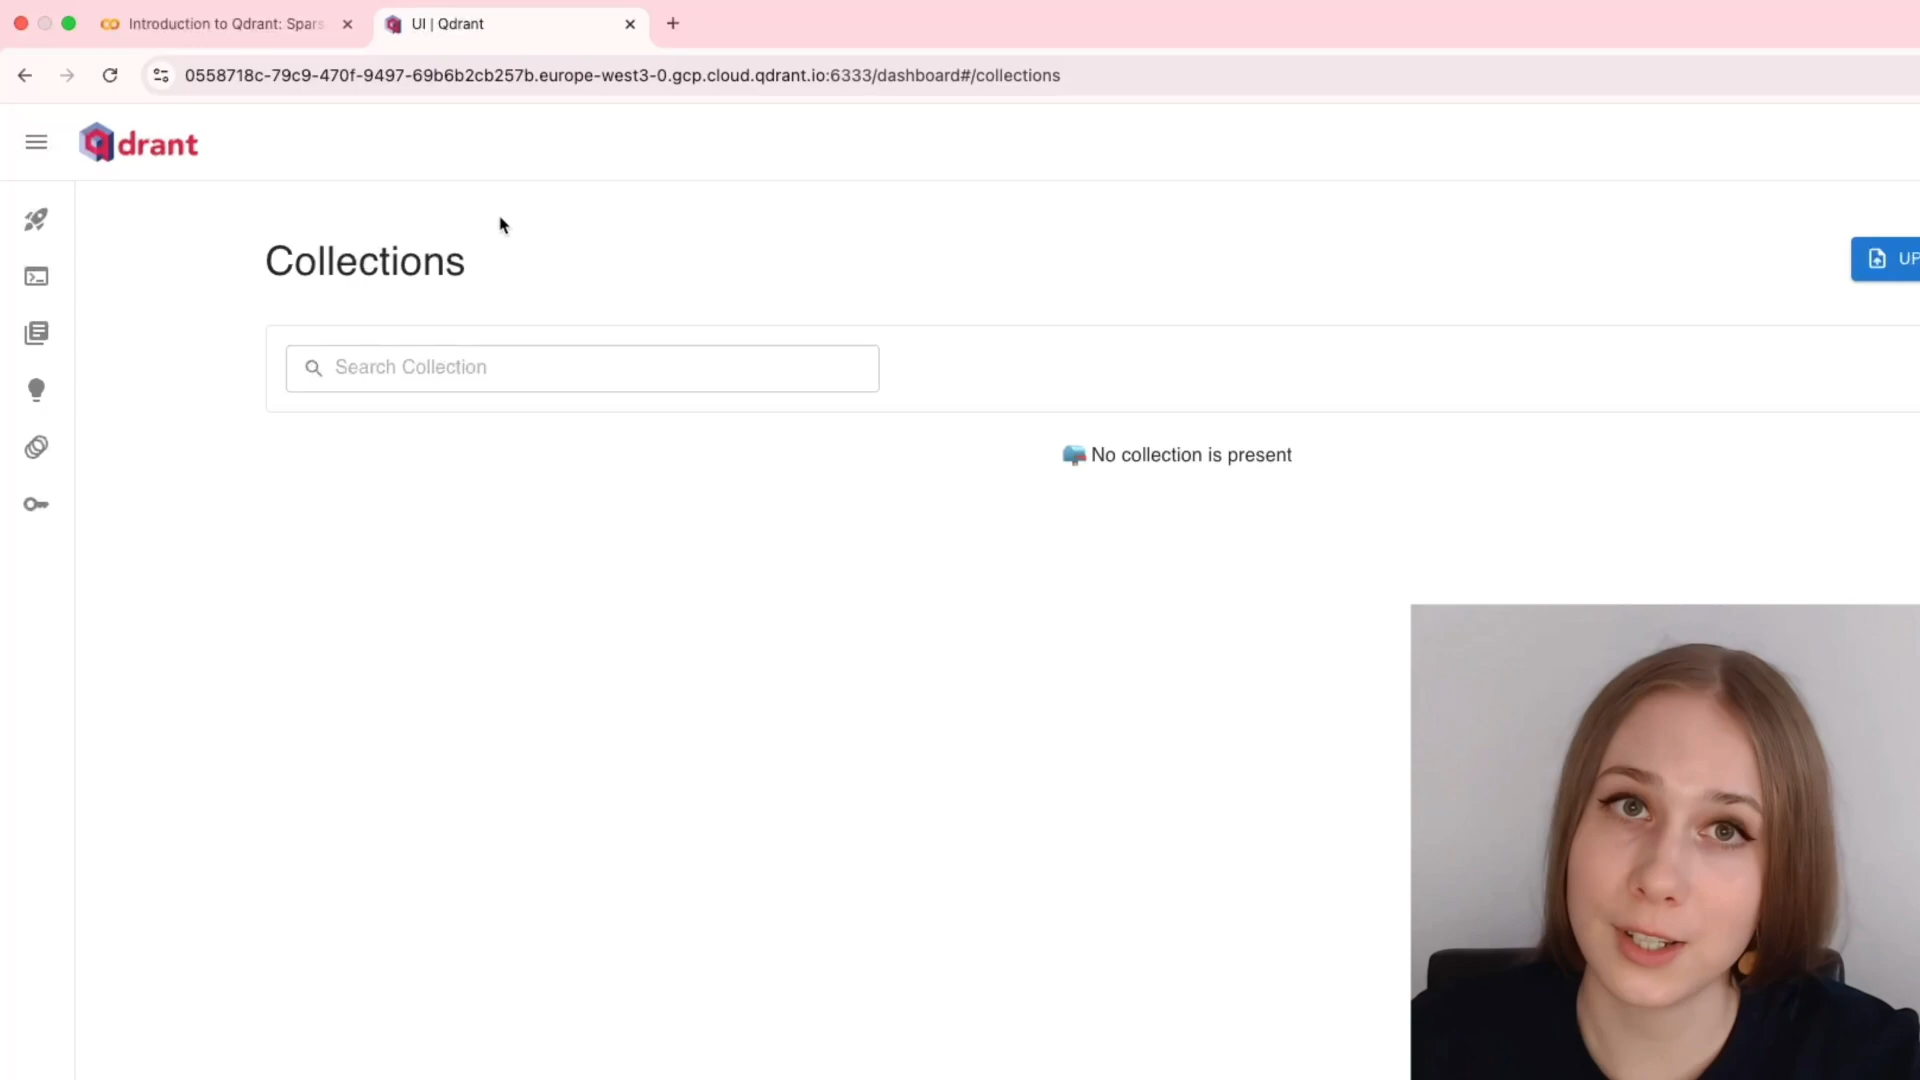 Introduction to Qdrant: Spars
UI | Qdrant
0558718c-79c9-470f-9497-69b6b2cb257b.europe-west3-0.gcp.cloud.qdrant.io:6333/dashboard#/collections
qdrant
Collections
UP
Search Collection
No collection is present